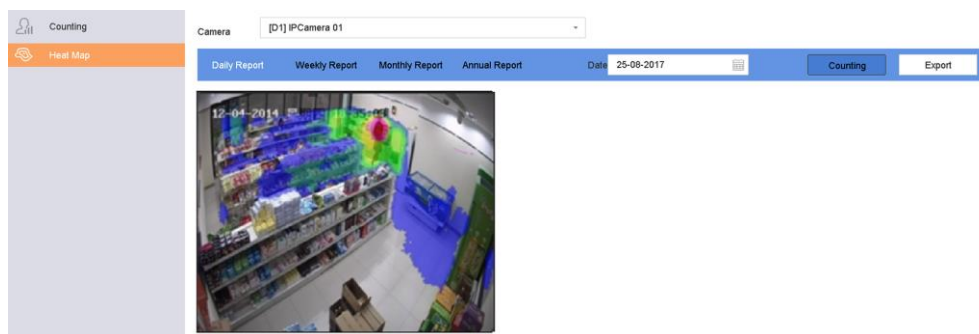 Counting
Camera [D1] IPCamera 01
Heat Map
Daily Report Weekly Report Monthly Report Annual Report Date 25-08-2017 Counting Export
12-04-2014